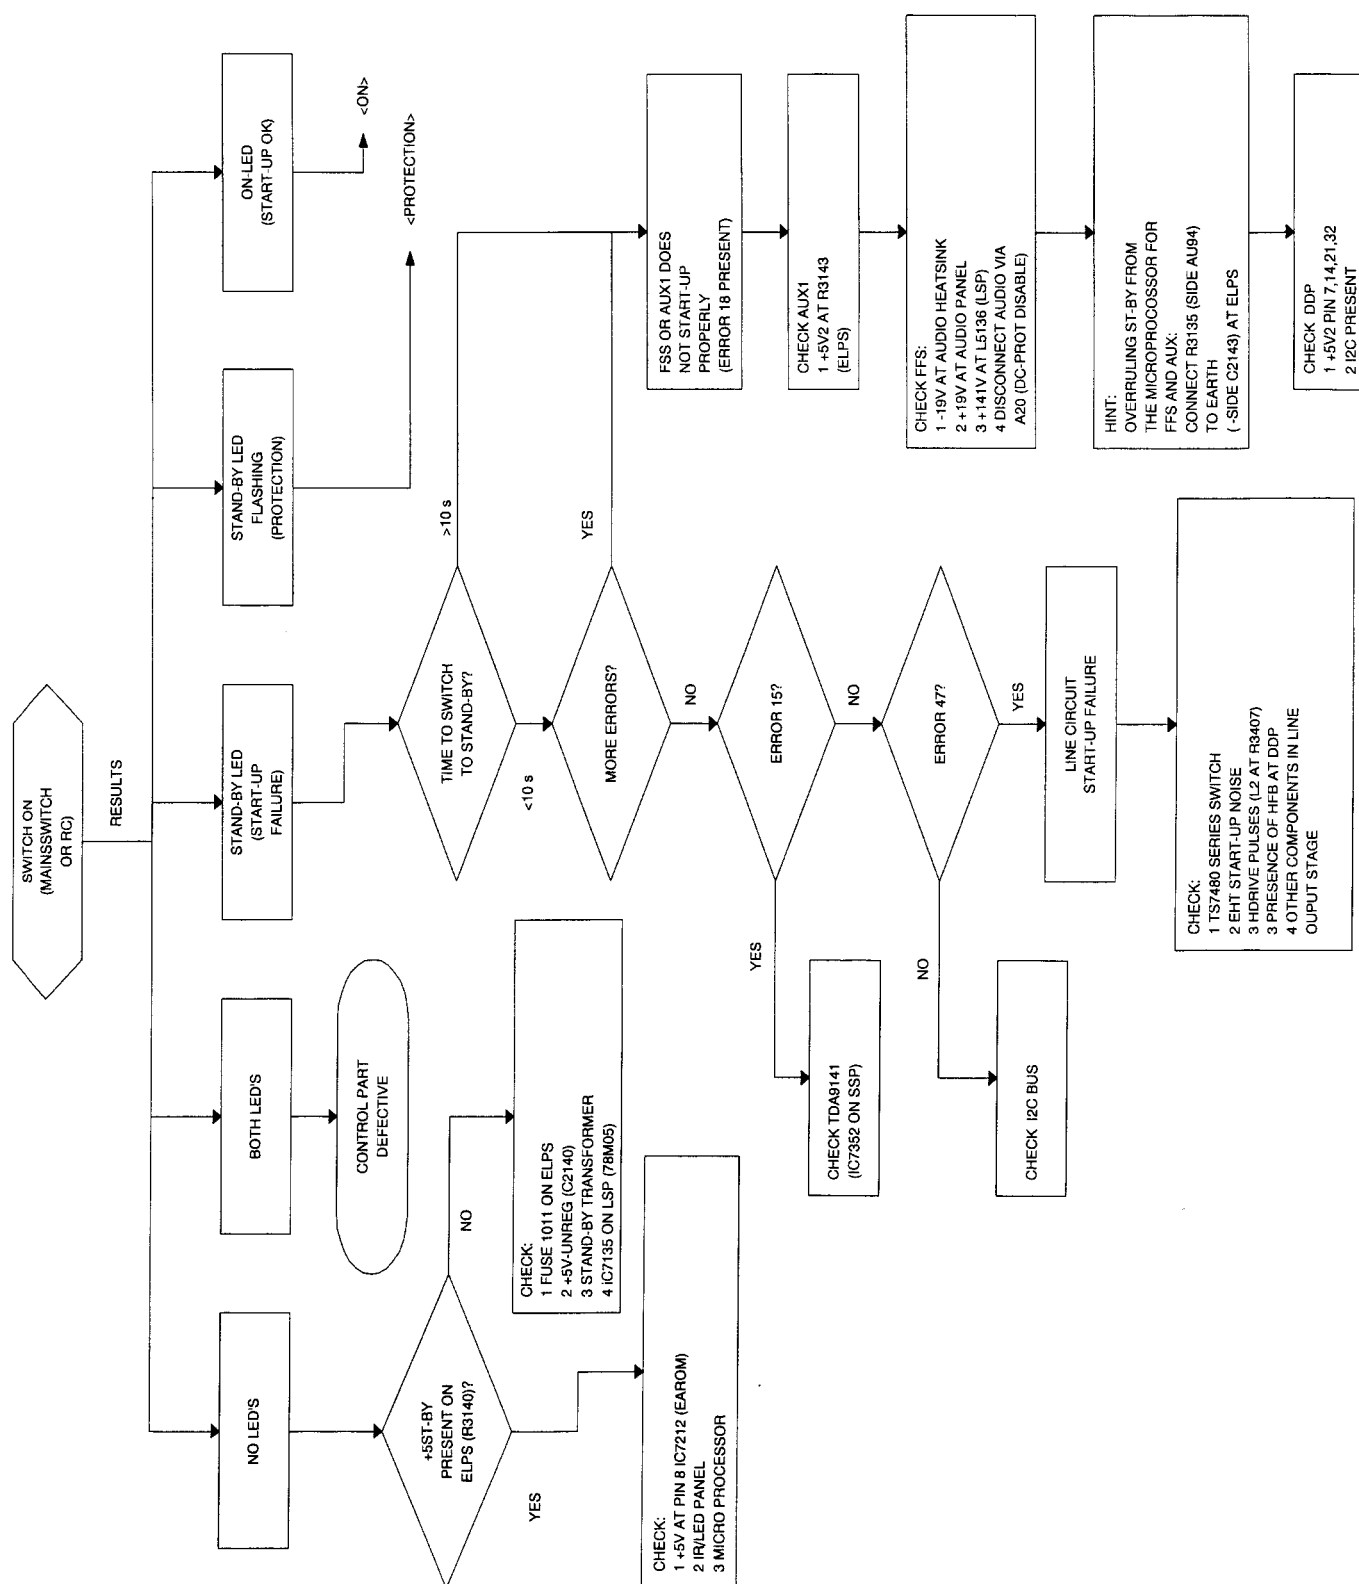 SWITCH ON
(MAINSSWITCH
OR RC)
RESULTS
NO LED'S
BOTH LED'S
STAND-BY LED
(START-UP
FAILURE)
STAND-BY LED
FLASHING
(PROTECTION)
ON-LED
(START-UP OK)
<ON>
<PROTECTION>
+5ST-BY
PRESENT ON
ELPS (R3140)?
NO
YES
CHECK:
1 FUSE 1011 ON ELPS
2 +5V-UNREG (C2140)
3 STAND-BY TRANSFORMER
4 iC7135 ON LSP (78M05)
CHECK:
1 +5V AT PIN 8 IC7212 (EAROM)
2 IR/LED PANEL
3 MICRO PROCESSOR
CONTROL PART
DEFECTIVE
TIME TO SWITCH
TO STAND-BY?
>10 s
<10 s
MORE ERRORS?
YES
NO
ERROR 15?
YES
NO
CHECK TDA9141
(IC7352 ON SSP)
ERROR 47?
NO
YES
CHECK I2C BUS
LINE CIRCUIT
START-UP FAILURE
CHECK:
1 TS7480 SERIES SWITCH
2 EHT START-UP NOISE
3 HDRIVE PULSES (L2 AT R3407)
3 PRESENCE OF HFB AT DDP
4 OTHER COMPONENTS IN LINE
OUPUT STAGE
FSS OR AUX1 DOES
NOT START-UP
PROPERLY
(ERROR 18 PRESENT)
CHECK AUX1
1 +5V2 AT R3143
(ELPS)
CHECK FFS:
1 -19V AT AUDIO HEATSINK
2 +19V AT AUDIO PANEL
3 +141V AT L5136 (LSP)
4 DISCONNECT AUDIO VIA
A20 (DC-PROT DISABLE)
HINT:
OVERRULING ST-BY FROM
THE MICROPROCOSSOR FOR
FFS AND AUX:
CONNECT R3135 (SIDE AU94)
TO EARTH
( -SIDE C2143) AT ELPS
CHECK DDP
1 +5V2 PIN 7,14,21,32
2 I2C PRESENT